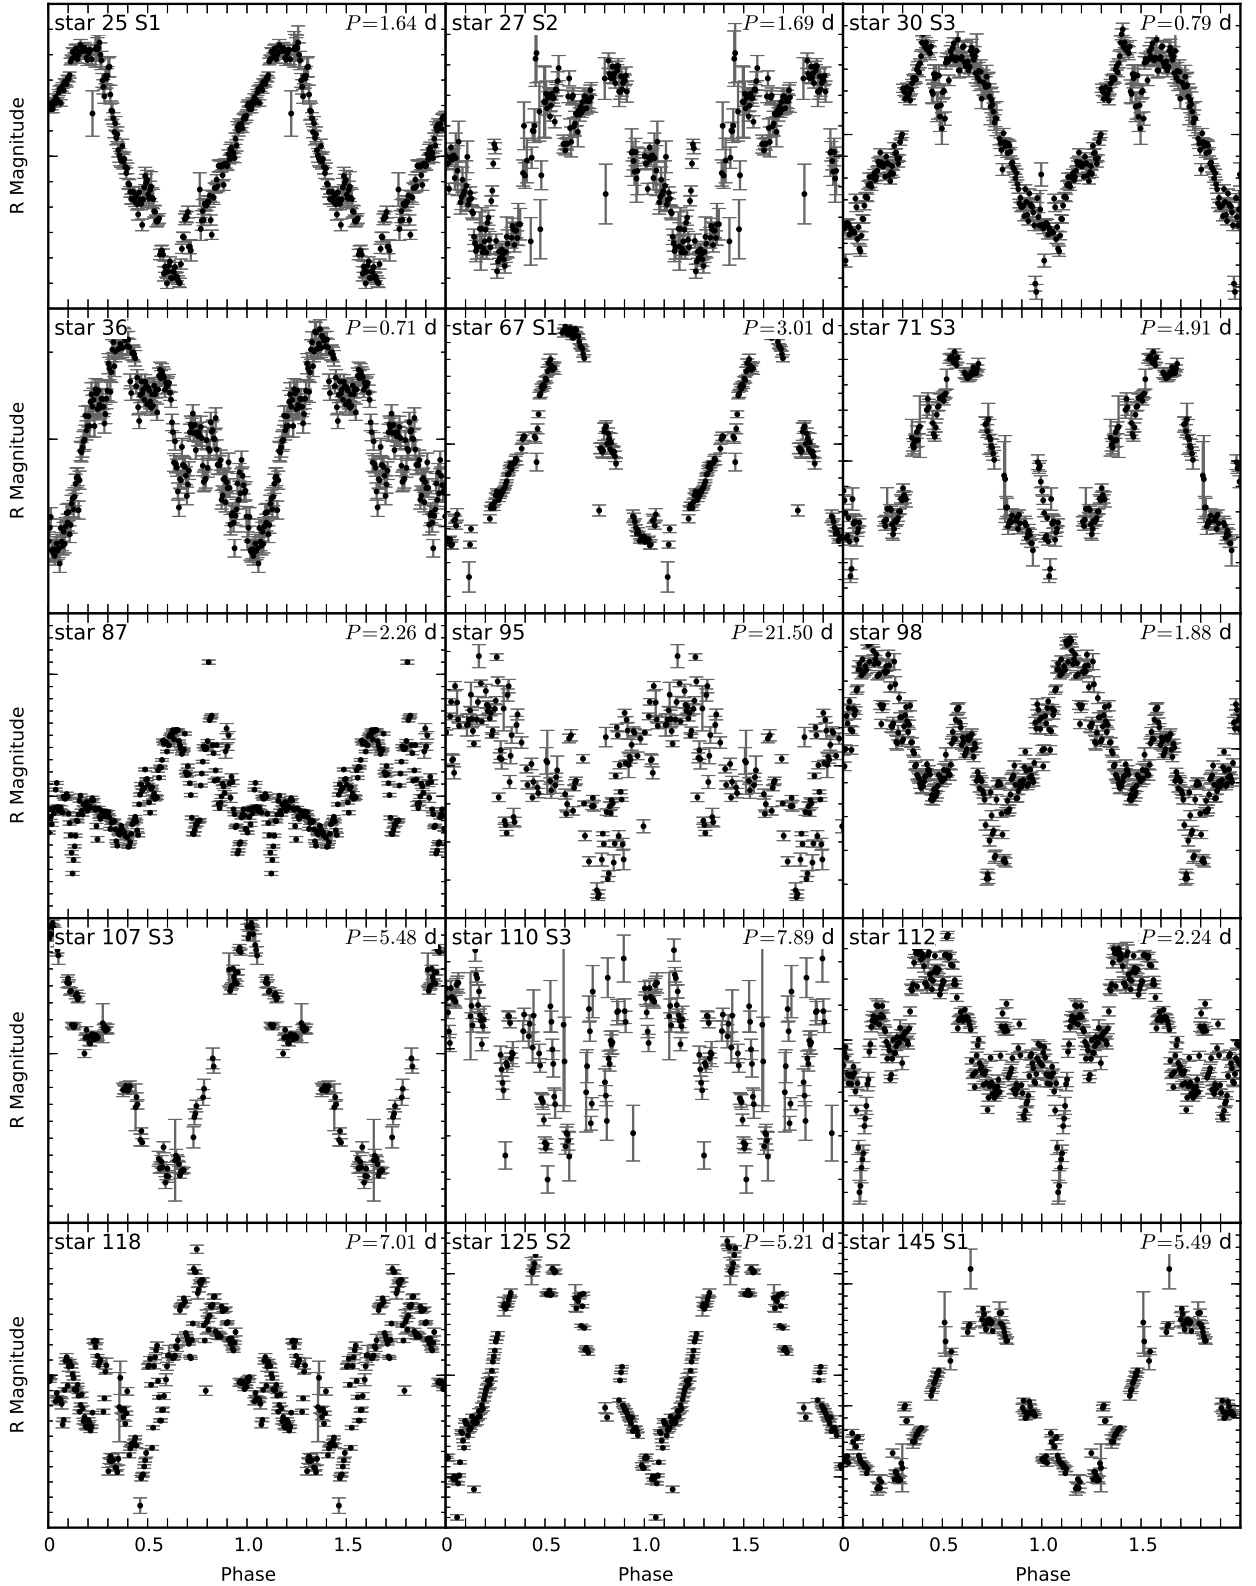 star 25 S1 P=1.64 d
star 27 S2 P=1.69 d
star 30 S3 P=0.79 d
R Magnitude
star 36 P=0.71 d
star 67 S1 P=3.01 d
star 71 S3 P=4.91 d
R Magnitude
star 87 P=2.26 d
star 95 P=21.50 d
star 98 P=1.88 d
R Magnitude
star 107 S3 P=5.48 d
star 110 S3 P=7.89 d
star 112 P=2.24 d
R Magnitude
star 118 P=7.01 d
star 125 S2 P=5.21 d
star 145 S1 P=5.49 d
R Magnitude
0 0.5 1.0 1.5
0 0.5 1.0 1.5
0 0.5 1.0 1.5
Phase
Phase
Phase